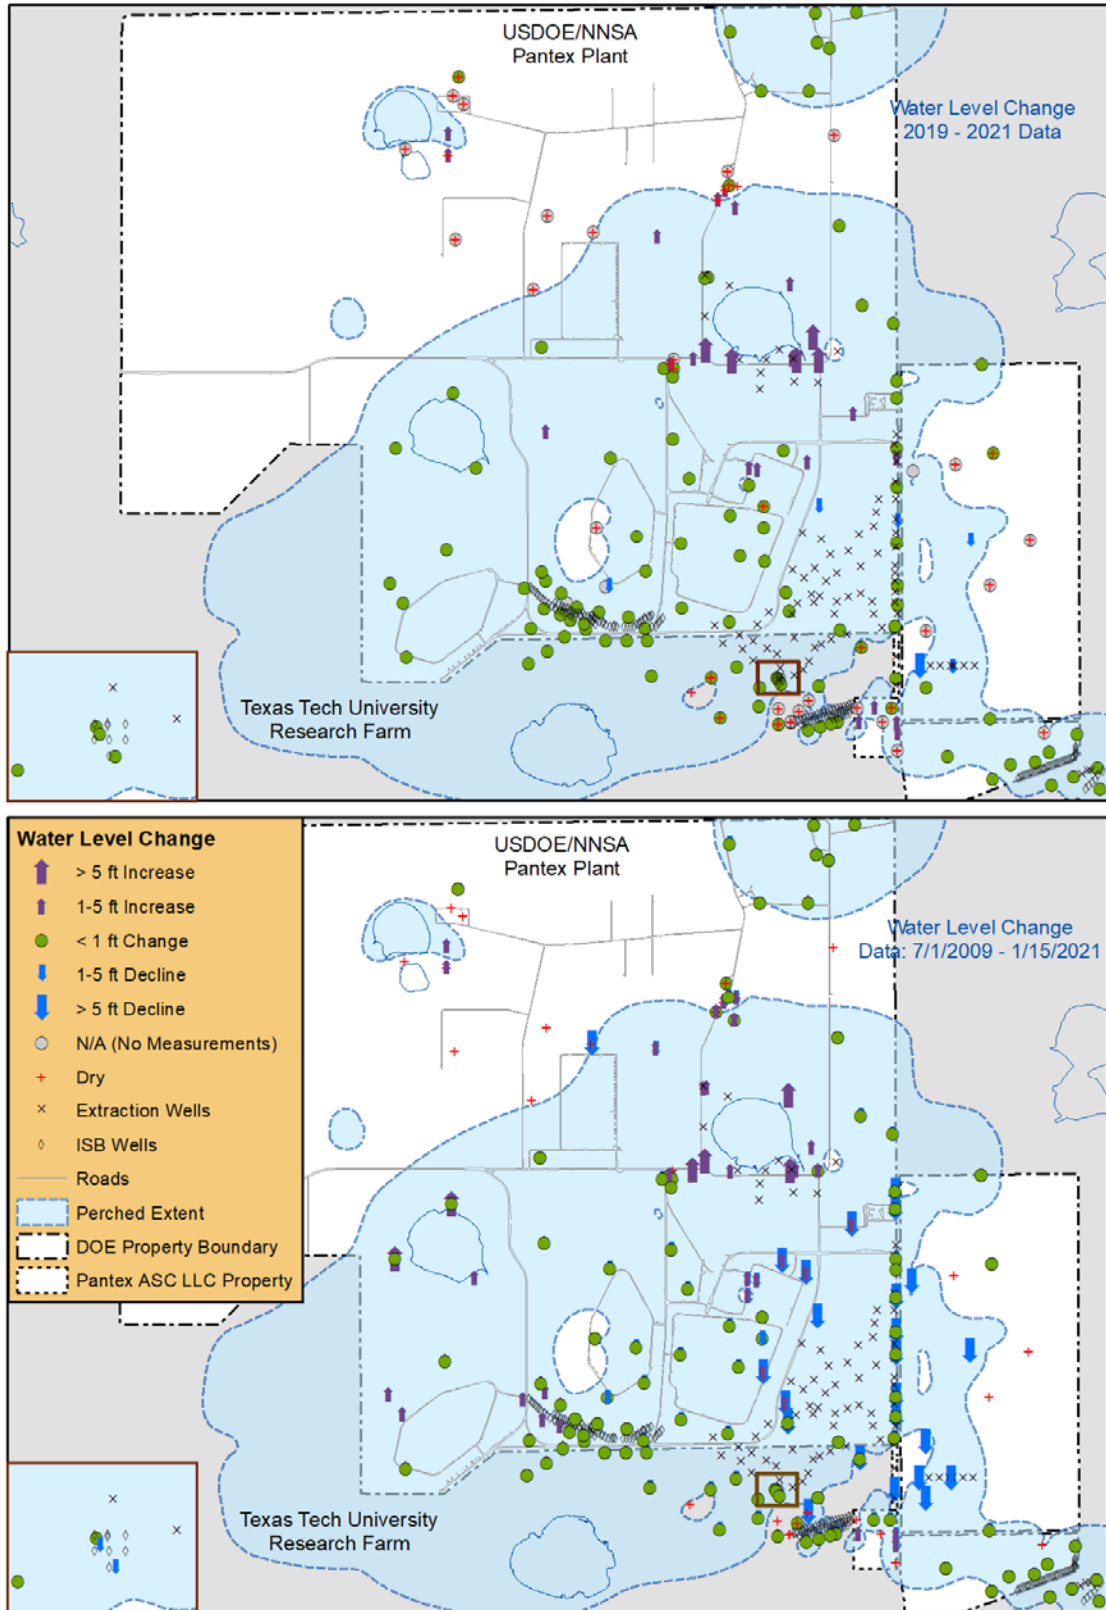 USDOE/NNSA
Pantex Plant
Water Level Change
2019 - 2021 Data
Texas Tech University
Research Farm
Water Level Change
> 5 ft Increase
1-5 ft Increase
< 1 ft Change
1-5 ft Decline
> 5 ft Decline
N/A (No Measurements)
Dry
Extraction Wells
ISB Wells
Roads
Perched Extent
DOE Property Boundary
Pantex ASC LLC Property
USDOE/NNSA
Pantex Plant
Water Level Change
Data: 7/1/2009 - 1/15/2021
Texas Tech University
Research Farm